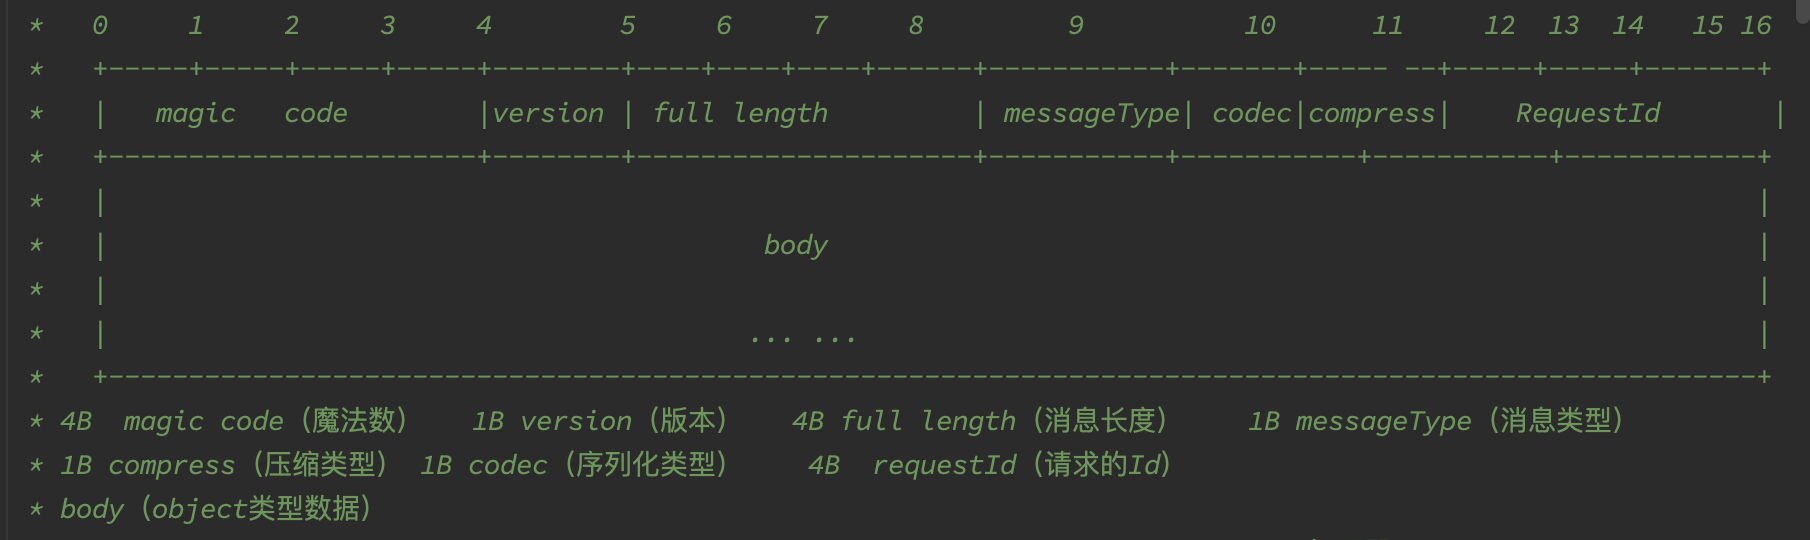 *   0     1     2     3     4        5     6     7     8         9          10      11     12  13  14   15 16
*   +-----+-----+-----+-----+--------+----+----+----+------+-----------+-------+----- --+-----+-----+-------+
*   |   magic   code        |version | full length         | messageType| codec|compress|    RequestId       |
*   +-----------------------+--------+---------------------+-----------+-----------+-----------+------------+
*   |                                                                                                       |
*   |                                         body                                                          |
*   |                                                                                                       |
*   |                                        ... ...                                                        |
*   +-------------------------------------------------------------------------------------------------------+
* 4B  magic code（魔法数）   1B version（版本）   4B full length（消息长度）    1B messageType（消息类型）
* 1B compress（压缩类型） 1B codec（序列化类型）    4B  requestId（请求的Id）
* body（object类型数据）